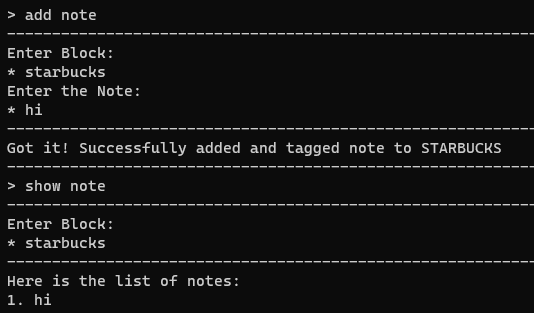 > add note
------------------------------------------------------------
Enter Block:
* starbucks
Enter the Note:
* hi
------------------------------------------------------------
Got it! Successfully added and tagged note to STARBUCKS
------------------------------------------------------------
> show note
------------------------------------------------------------
Enter Block:
* starbucks
------------------------------------------------------------
Here is the list of notes:
1. hi